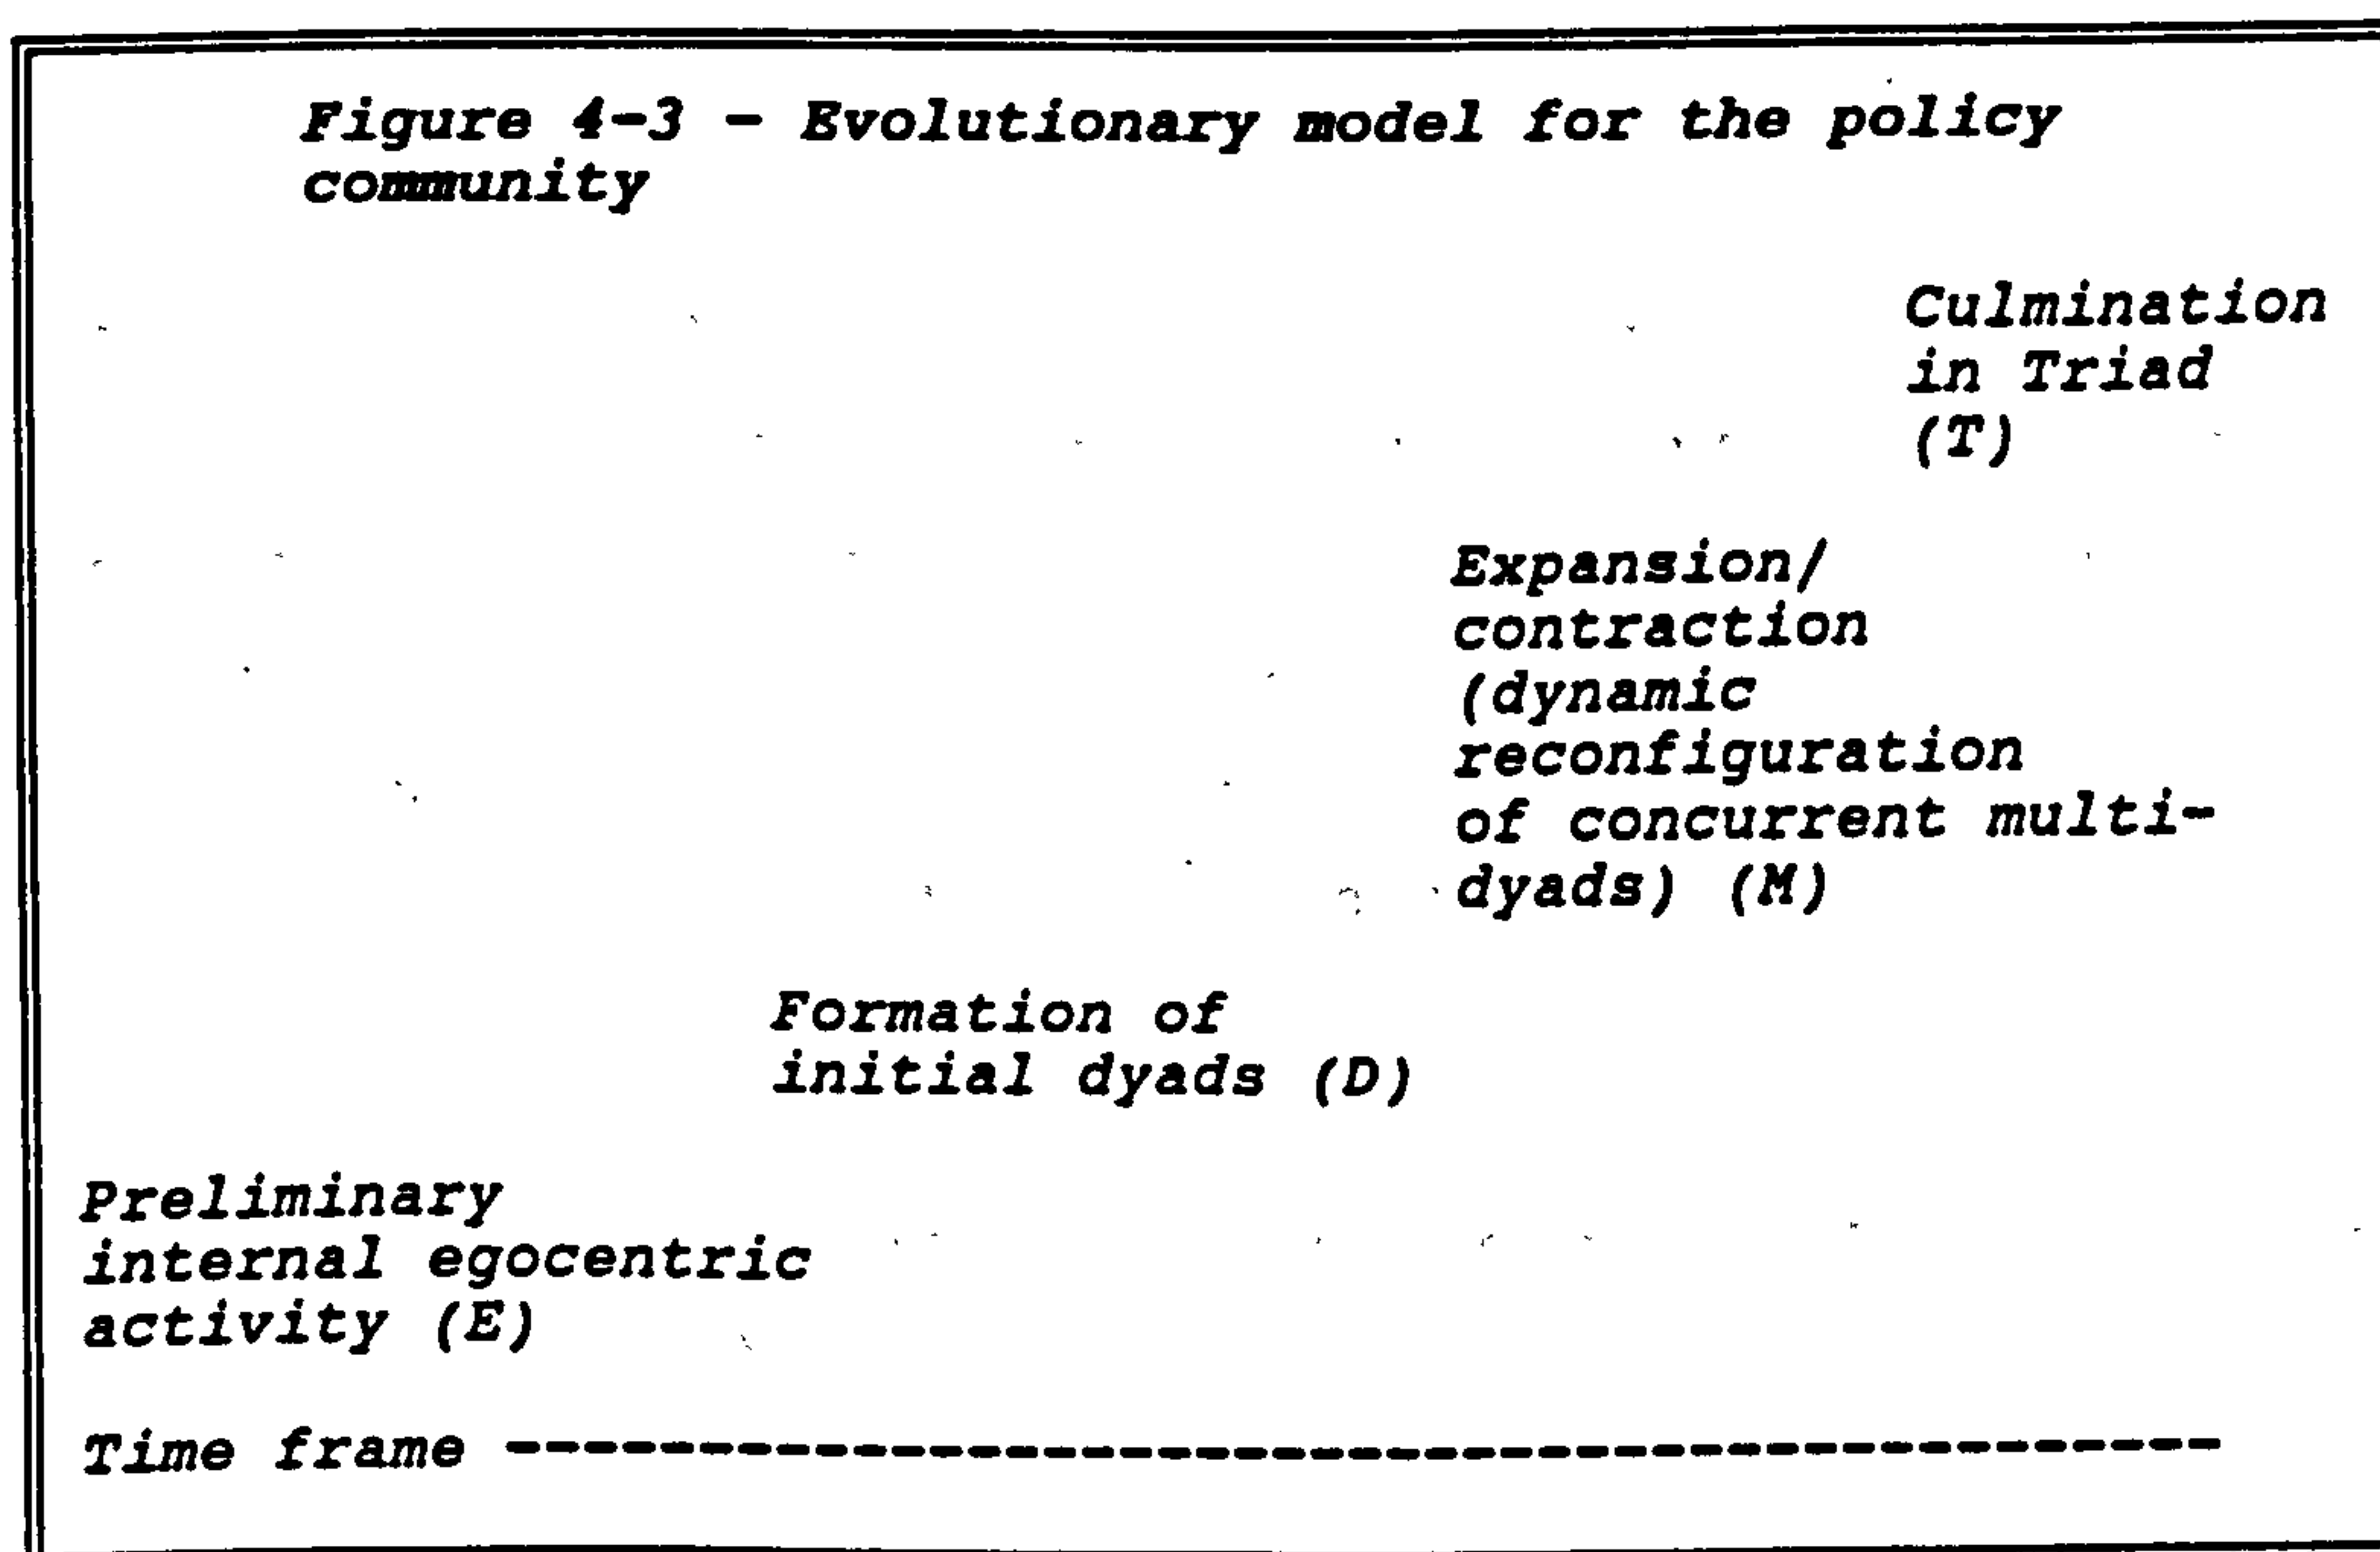 Figure 4-3 - Evolutionary model for the policy
community
Culmination
in Triad
(T)
Expansion/
contraction
(dynamic
reconfiguration
of concurrent multi-
dyads) (M)
Formation of
initial dyads (D)
Preliminary
internal egocentric
activity (E)
Time frame ---------------------------------------------